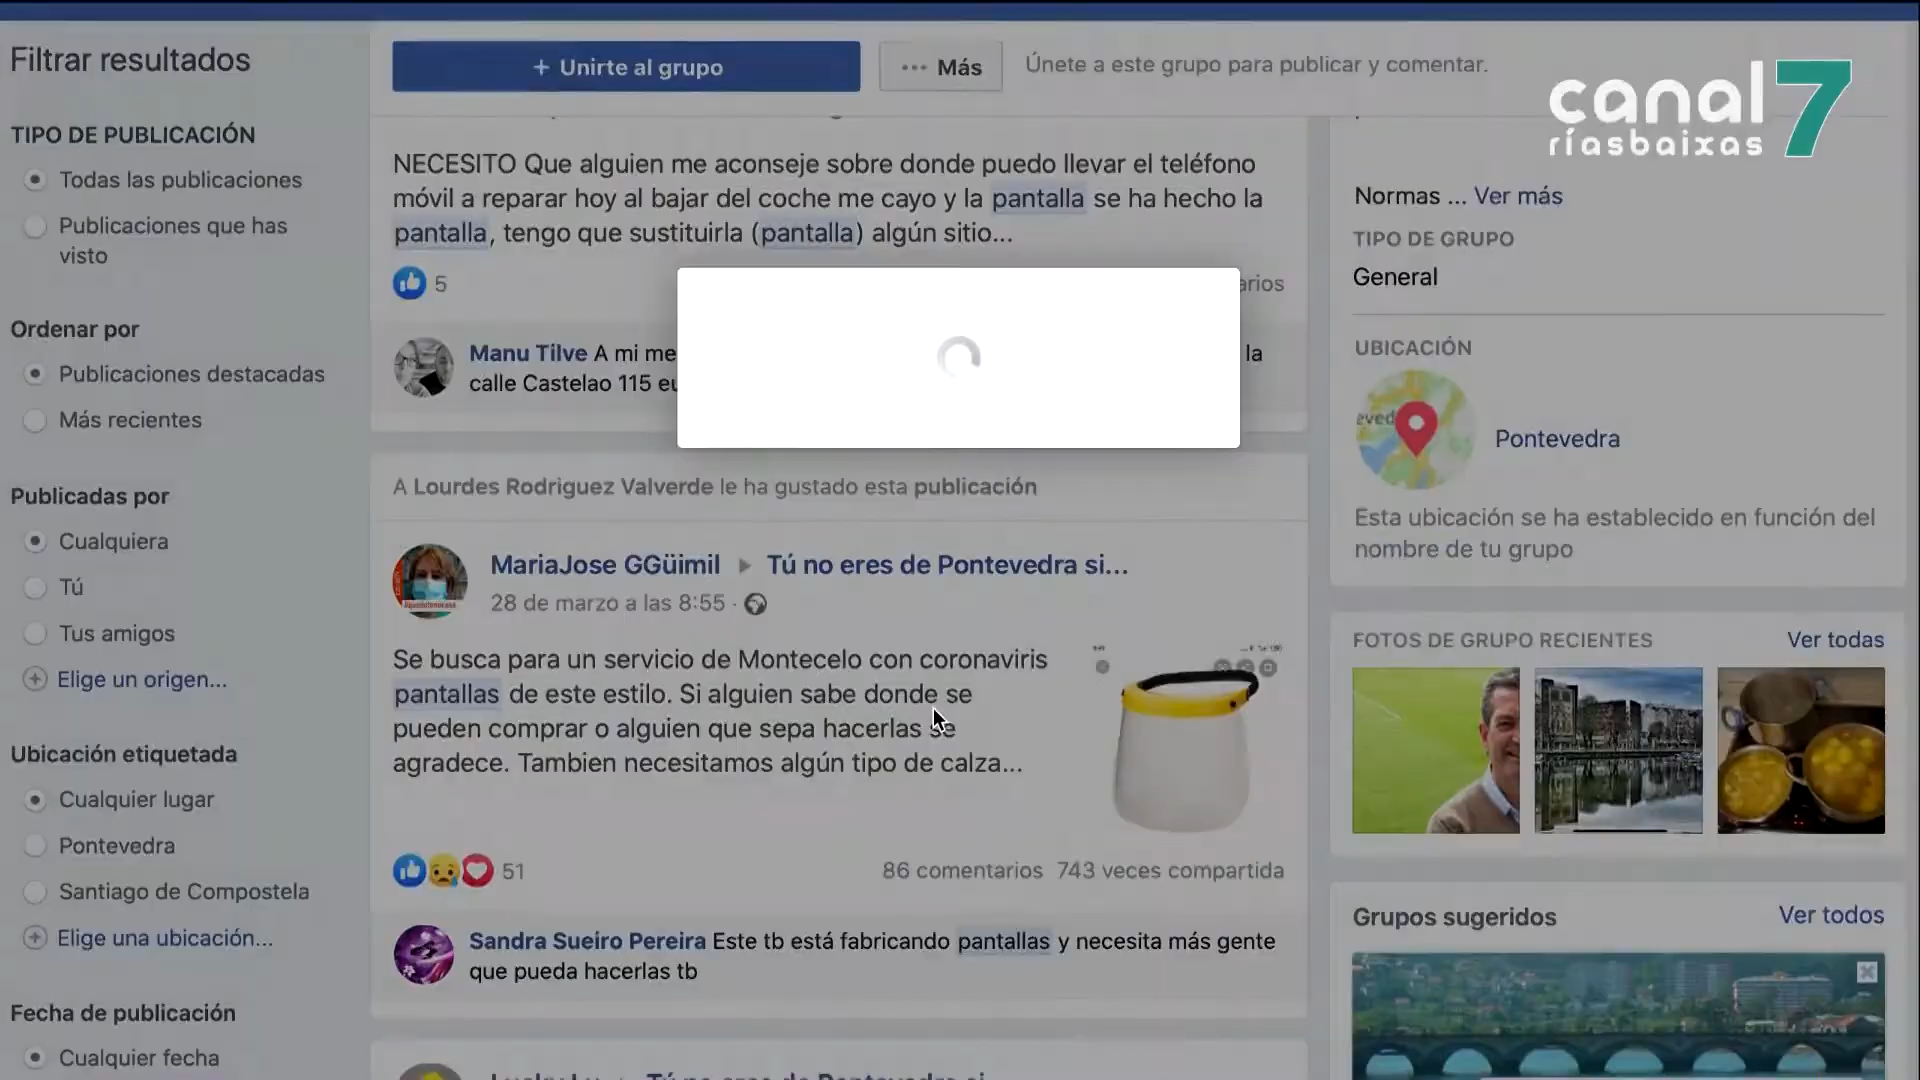 Filtrar resultados
TIPO DE PUBLICACIÓN
Todas las publicaciones
Publicaciones que has
visto
Ordenar por
Publicaciones destacadas
Más recientes
Publicadas por
Cualquiera
Tú
Tus amigos
Elige un origen...
Ubicación etiquetada
Cualquier lugar
Pontevedra
Santiago de Compostela
Elige una ubicación...
Fecha de publicación
Cualquier fecha
+ Unirte al grupo
... Más
Únete a este grupo para publicar y comentar.
NECESITO Que alguien me aconseje sobre donde puedo llevar el teléfono
móvil a reparar hoy al bajar del coche me cayo y la pantalla se ha hecho la
pantalla, tengo que sustituirla (pantalla) algún sitio...
5
arios
Manu Tilve A mi me la
calle Castelao 115 eu
A Lourdes Rodriguez Valverde le ha gustado esta publicación
MariaJose GGüimil ▸ Tú no eres de Pontevedra si...
28 de marzo a las 8:55 ·
Se busca para un servicio de Montecelo con coronaviris
pantallas de este estilo. Si alguien sabe donde se
pueden comprar o alguien que sepa hacerlas se
agradece. Tambien necesitamos algún tipo de calza...
51
86 comentarios 743 veces compartida
Sandra Sueiro Pereira Este tb está fabricando pantallas y necesita más gente
que pueda hacerlas tb
Tú no eres de Pontevedra si
canal 7
ríasbaixas
Normas ... Ver más
TIPO DE GRUPO
General
UBICACIÓN
eved
Pontevedra
Esta ubicación se ha establecido en función del
nombre de tu grupo
FOTOS DE GRUPO RECIENTES
Ver todas
Grupos sugeridos
Ver todos